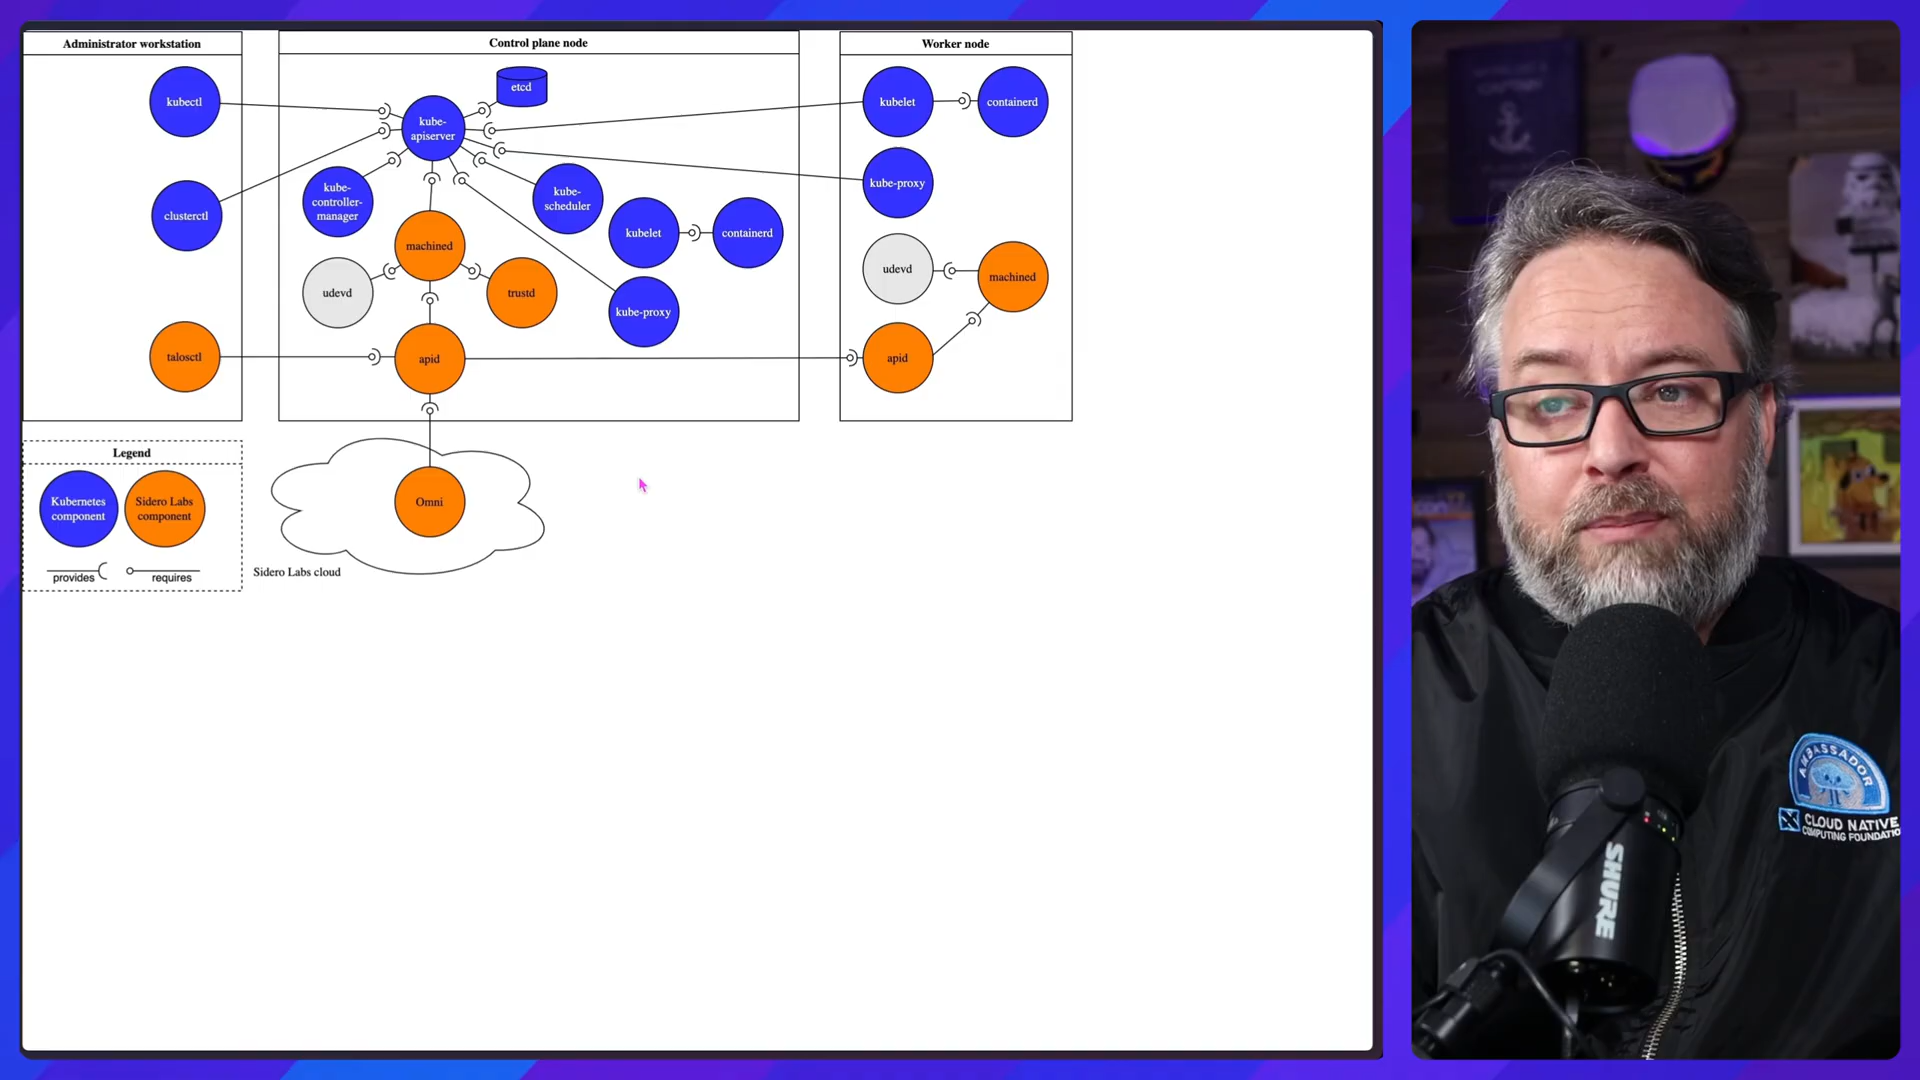 Administrator workstation
Control plane node
Worker node
kubectl
etcd
kube-
apiserver
kubelet
containerd
clusterctl
kube-
controller-
manager
kube-
scheduler
kube-proxy
machined
kubelet
containerd
udevd
trustd
kube-proxy
udevd
machined
talosctl
apid
apid
Legend
Kubernetes
component
Sidero Labs
component
provides
requires
Omni
Sidero Labs cloud
CAPTAIN
AMBASSADOR
CLOUD NATIVE
COMPUTING FOUNDATIO
SHURE